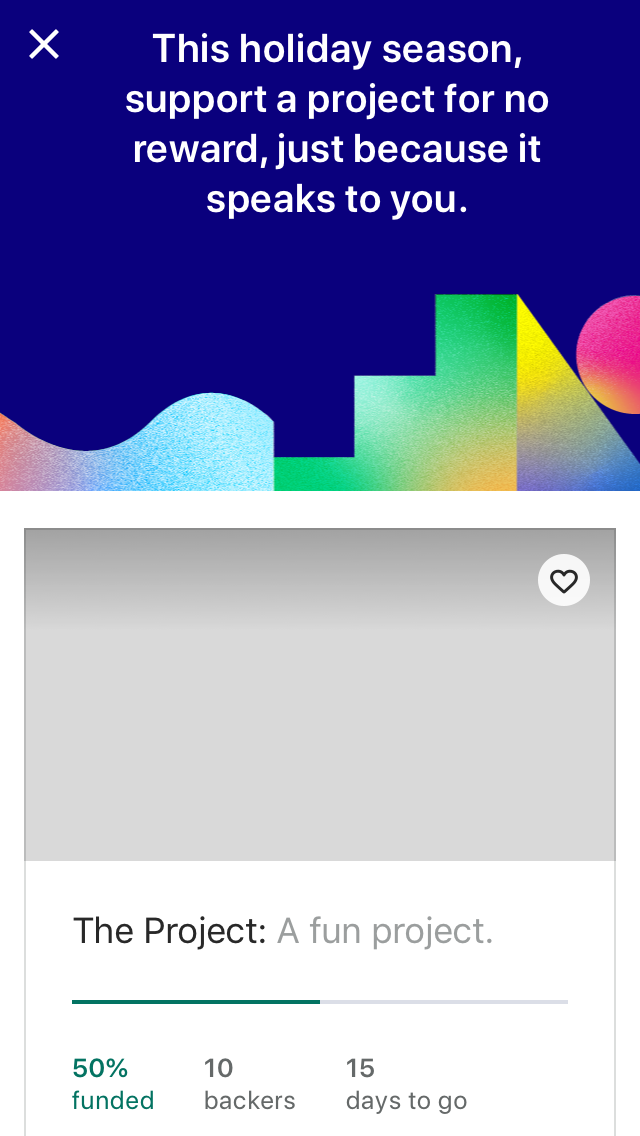 This holiday season,
support a project for no
reward, just because it
speaks to you.
The Project: A fun project.
50% 10 15
funded backers days to go